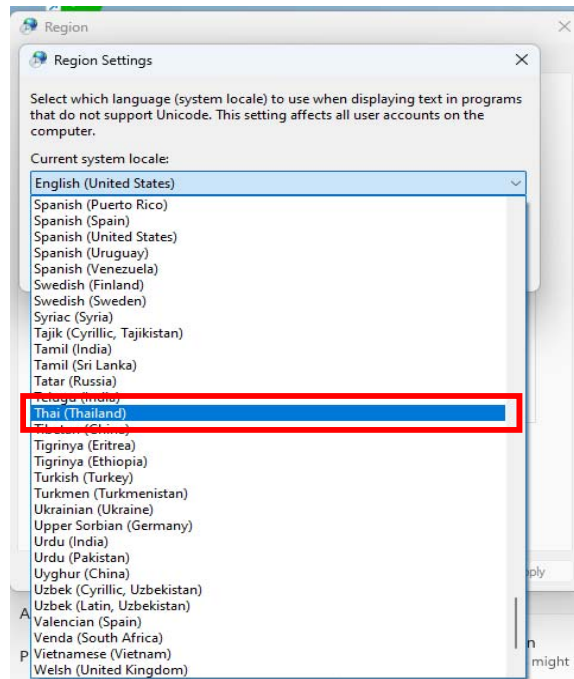 Region
Region Settings
Select which language (system locale) to use when displaying text in programs
that do not support Unicode. This setting affects all user accounts on the
computer.
Current system locale:
English (United States)
Spanish (Puerto Rico)
Spanish (Spain)
Spanish (United States)
Spanish (Uruguay)
Spanish (Venezuela)
Swedish (Finland)
Swedish (Sweden)
Syriac (Syria)
Tajik (Cyrillic, Tajikistan)
Tamil (India)
Tamil (Sri Lanka)
Tatar (Russia)
Telugu (India)
Thai (Thailand)
Tibetan (China)
Tigrinya (Eritrea)
Tigrinya (Ethiopia)
Turkish (Turkey)
Turkmen (Turkmenistan)
Ukrainian (Ukraine)
Upper Sorbian (Germany)
Urdu (India)
Urdu (Pakistan)
Uyghur (China)
Uzbek (Cyrillic, Uzbekistan)
Uzbek (Latin, Uzbekistan)
Valencian (Spain)
Venda (South Africa)
Vietnamese (Vietnam)
Welsh (United Kingdom)
might